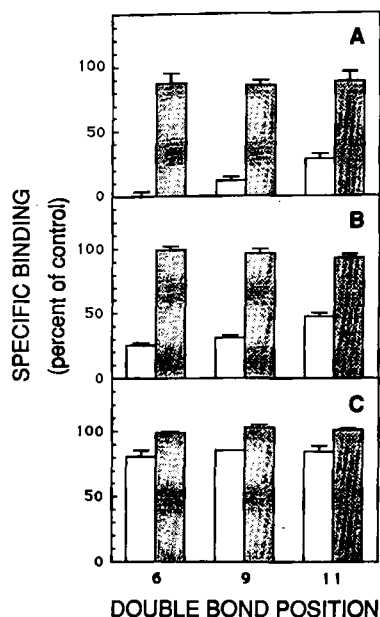 A
100
50
0
B
100
50
0
C
100
50
0
SPECIFIC BINDING
(percent of control)
6 9 11
DOUBLE BOND POSITION